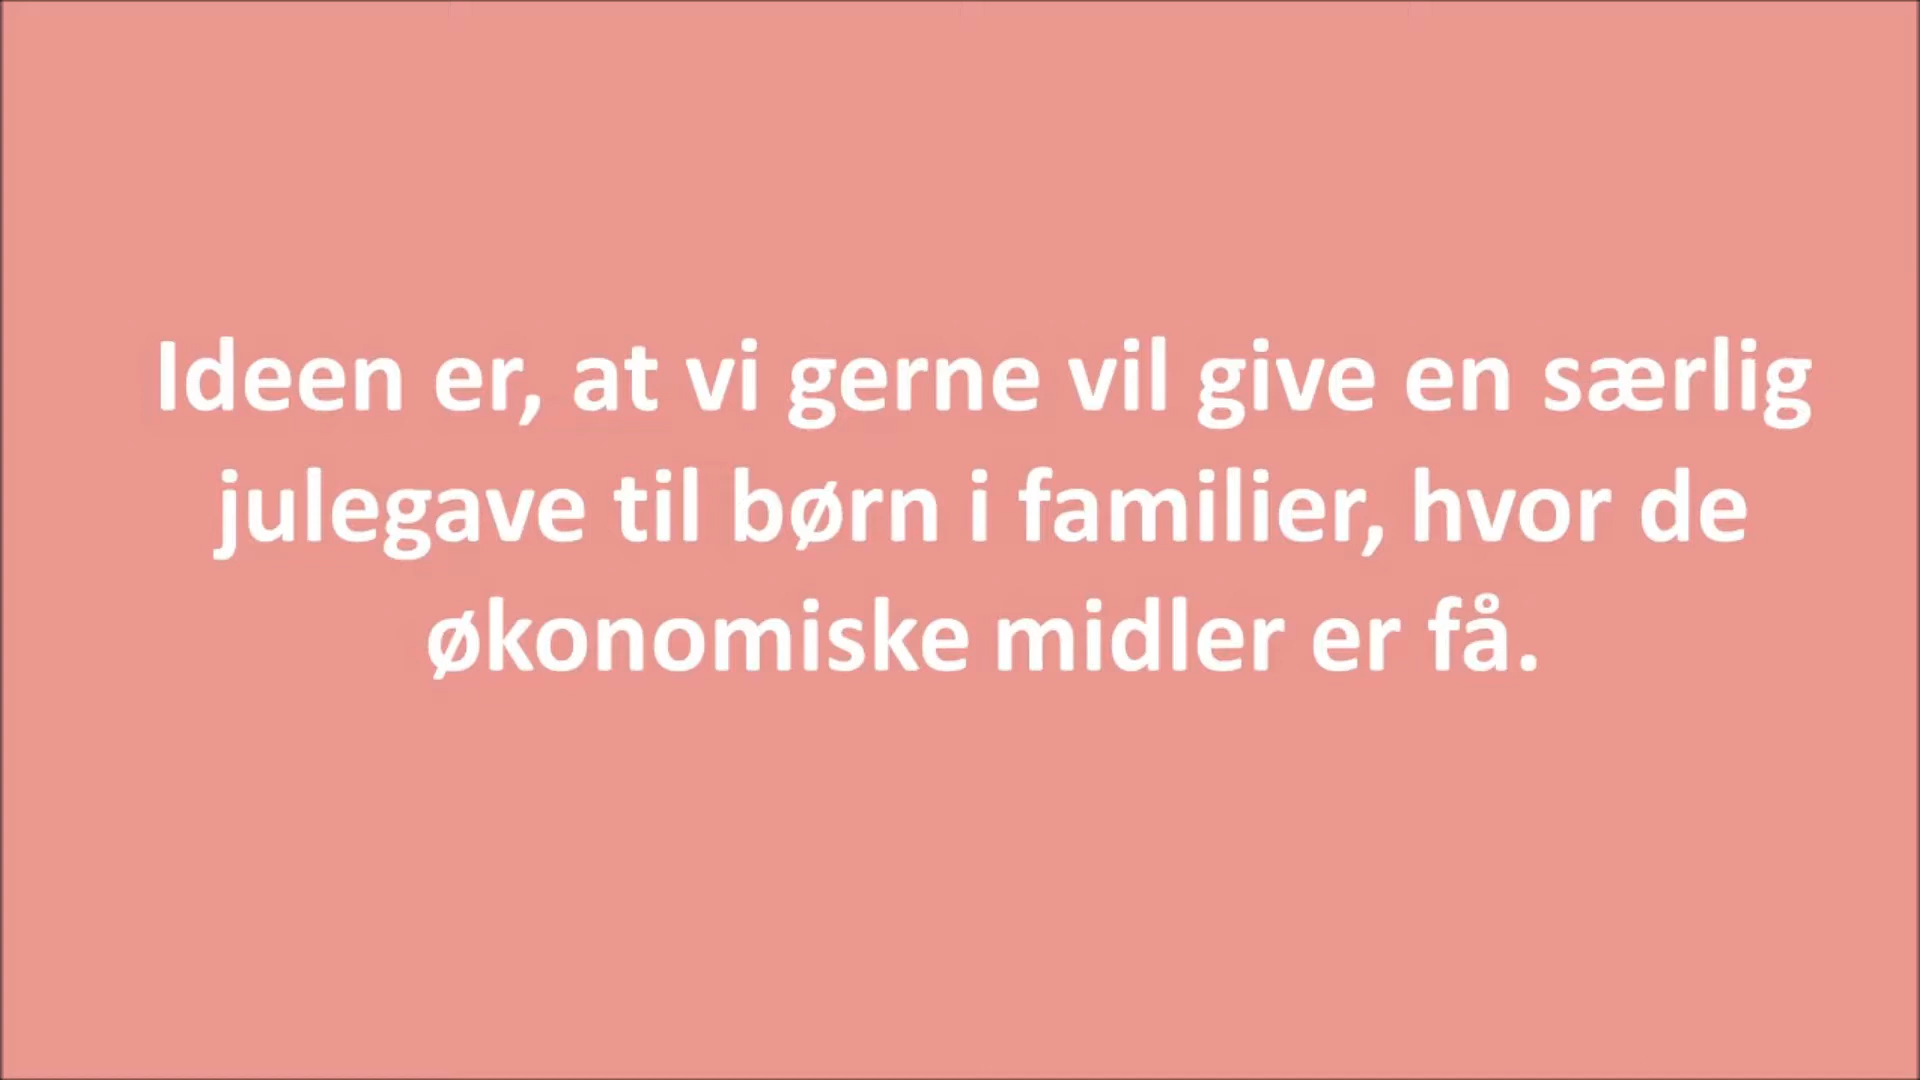 Ideen er, at vi gerne vil give en særlig
julegave til børn i familier, hvor de
økonomiske midler er få.